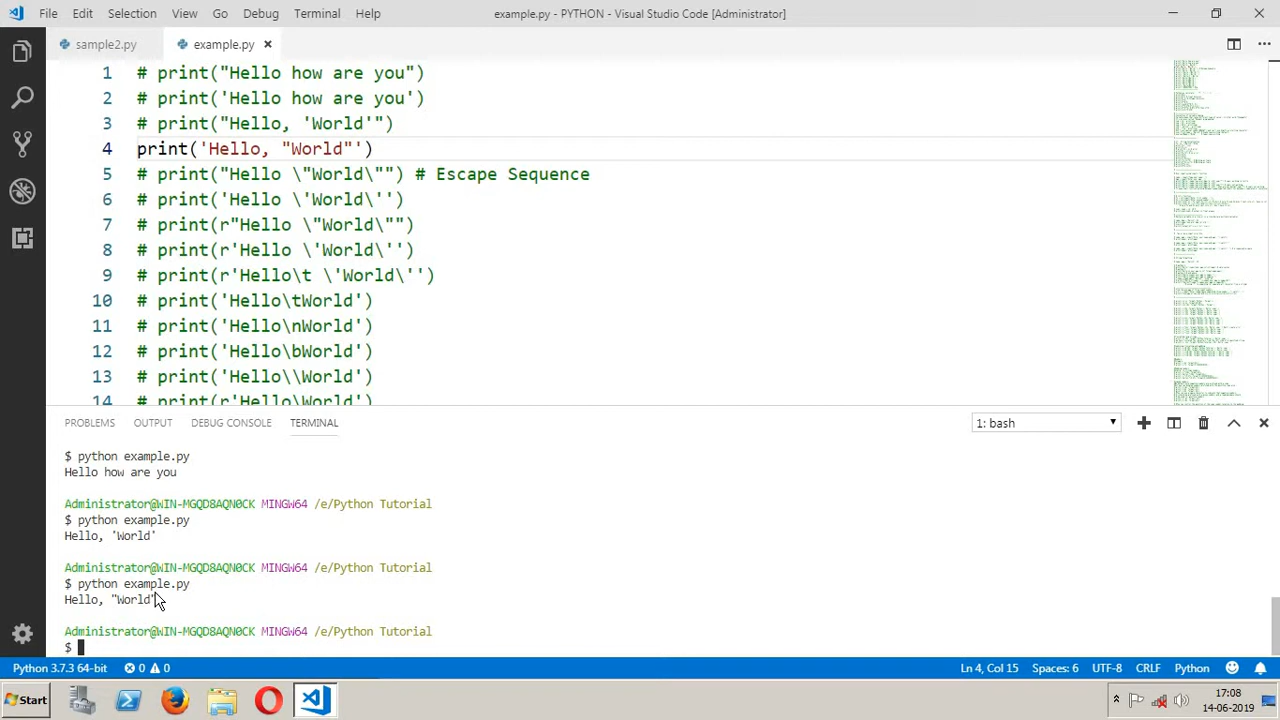 File Edit Selection View Go Debug Terminal Help example.py - PYTHON - Visual Studio Code [Administrator]
sample2.py example.py
1 # print("Hello how are you")
2 # print('Hello how are you')
3 # print("Hello, 'World'")
4 print('Hello, "World"')
5 # print("Hello \"World\"") # Escape Sequence
6 # print('Hello \'World\'')
7 # print(r"Hello \"World\"")
8 # print(r'Hello \'World\'')
9 # print(r'Hello\t \'World\'')
10 # print('Hello\tWorld')
11 # print('Hello\nWorld')
12 # print('Hello\bWorld')
13 # print('Hello\\World')
14 # print(r'Hello\\World')
PROBLEMS OUTPUT DEBUG CONSOLE TERMINAL 1: bash
$ python example.py
Hello how are you
Administrator@WIN-MGQD8AQN0CK MINGW64 /e/Python Tutorial
$ python example.py
Hello, 'World'
Administrator@WIN-MGQD8AQN0CK MINGW64 /e/Python Tutorial
$ python example.py
Hello, "World"
Administrator@WIN-MGQD8AQN0CK MINGW64 /e/Python Tutorial
$
Python 3.7.3 64-bit 0 0 Ln 4, Col 15 Spaces: 6 UTF-8 CRLF Python
Start 17:08
14-06-2019